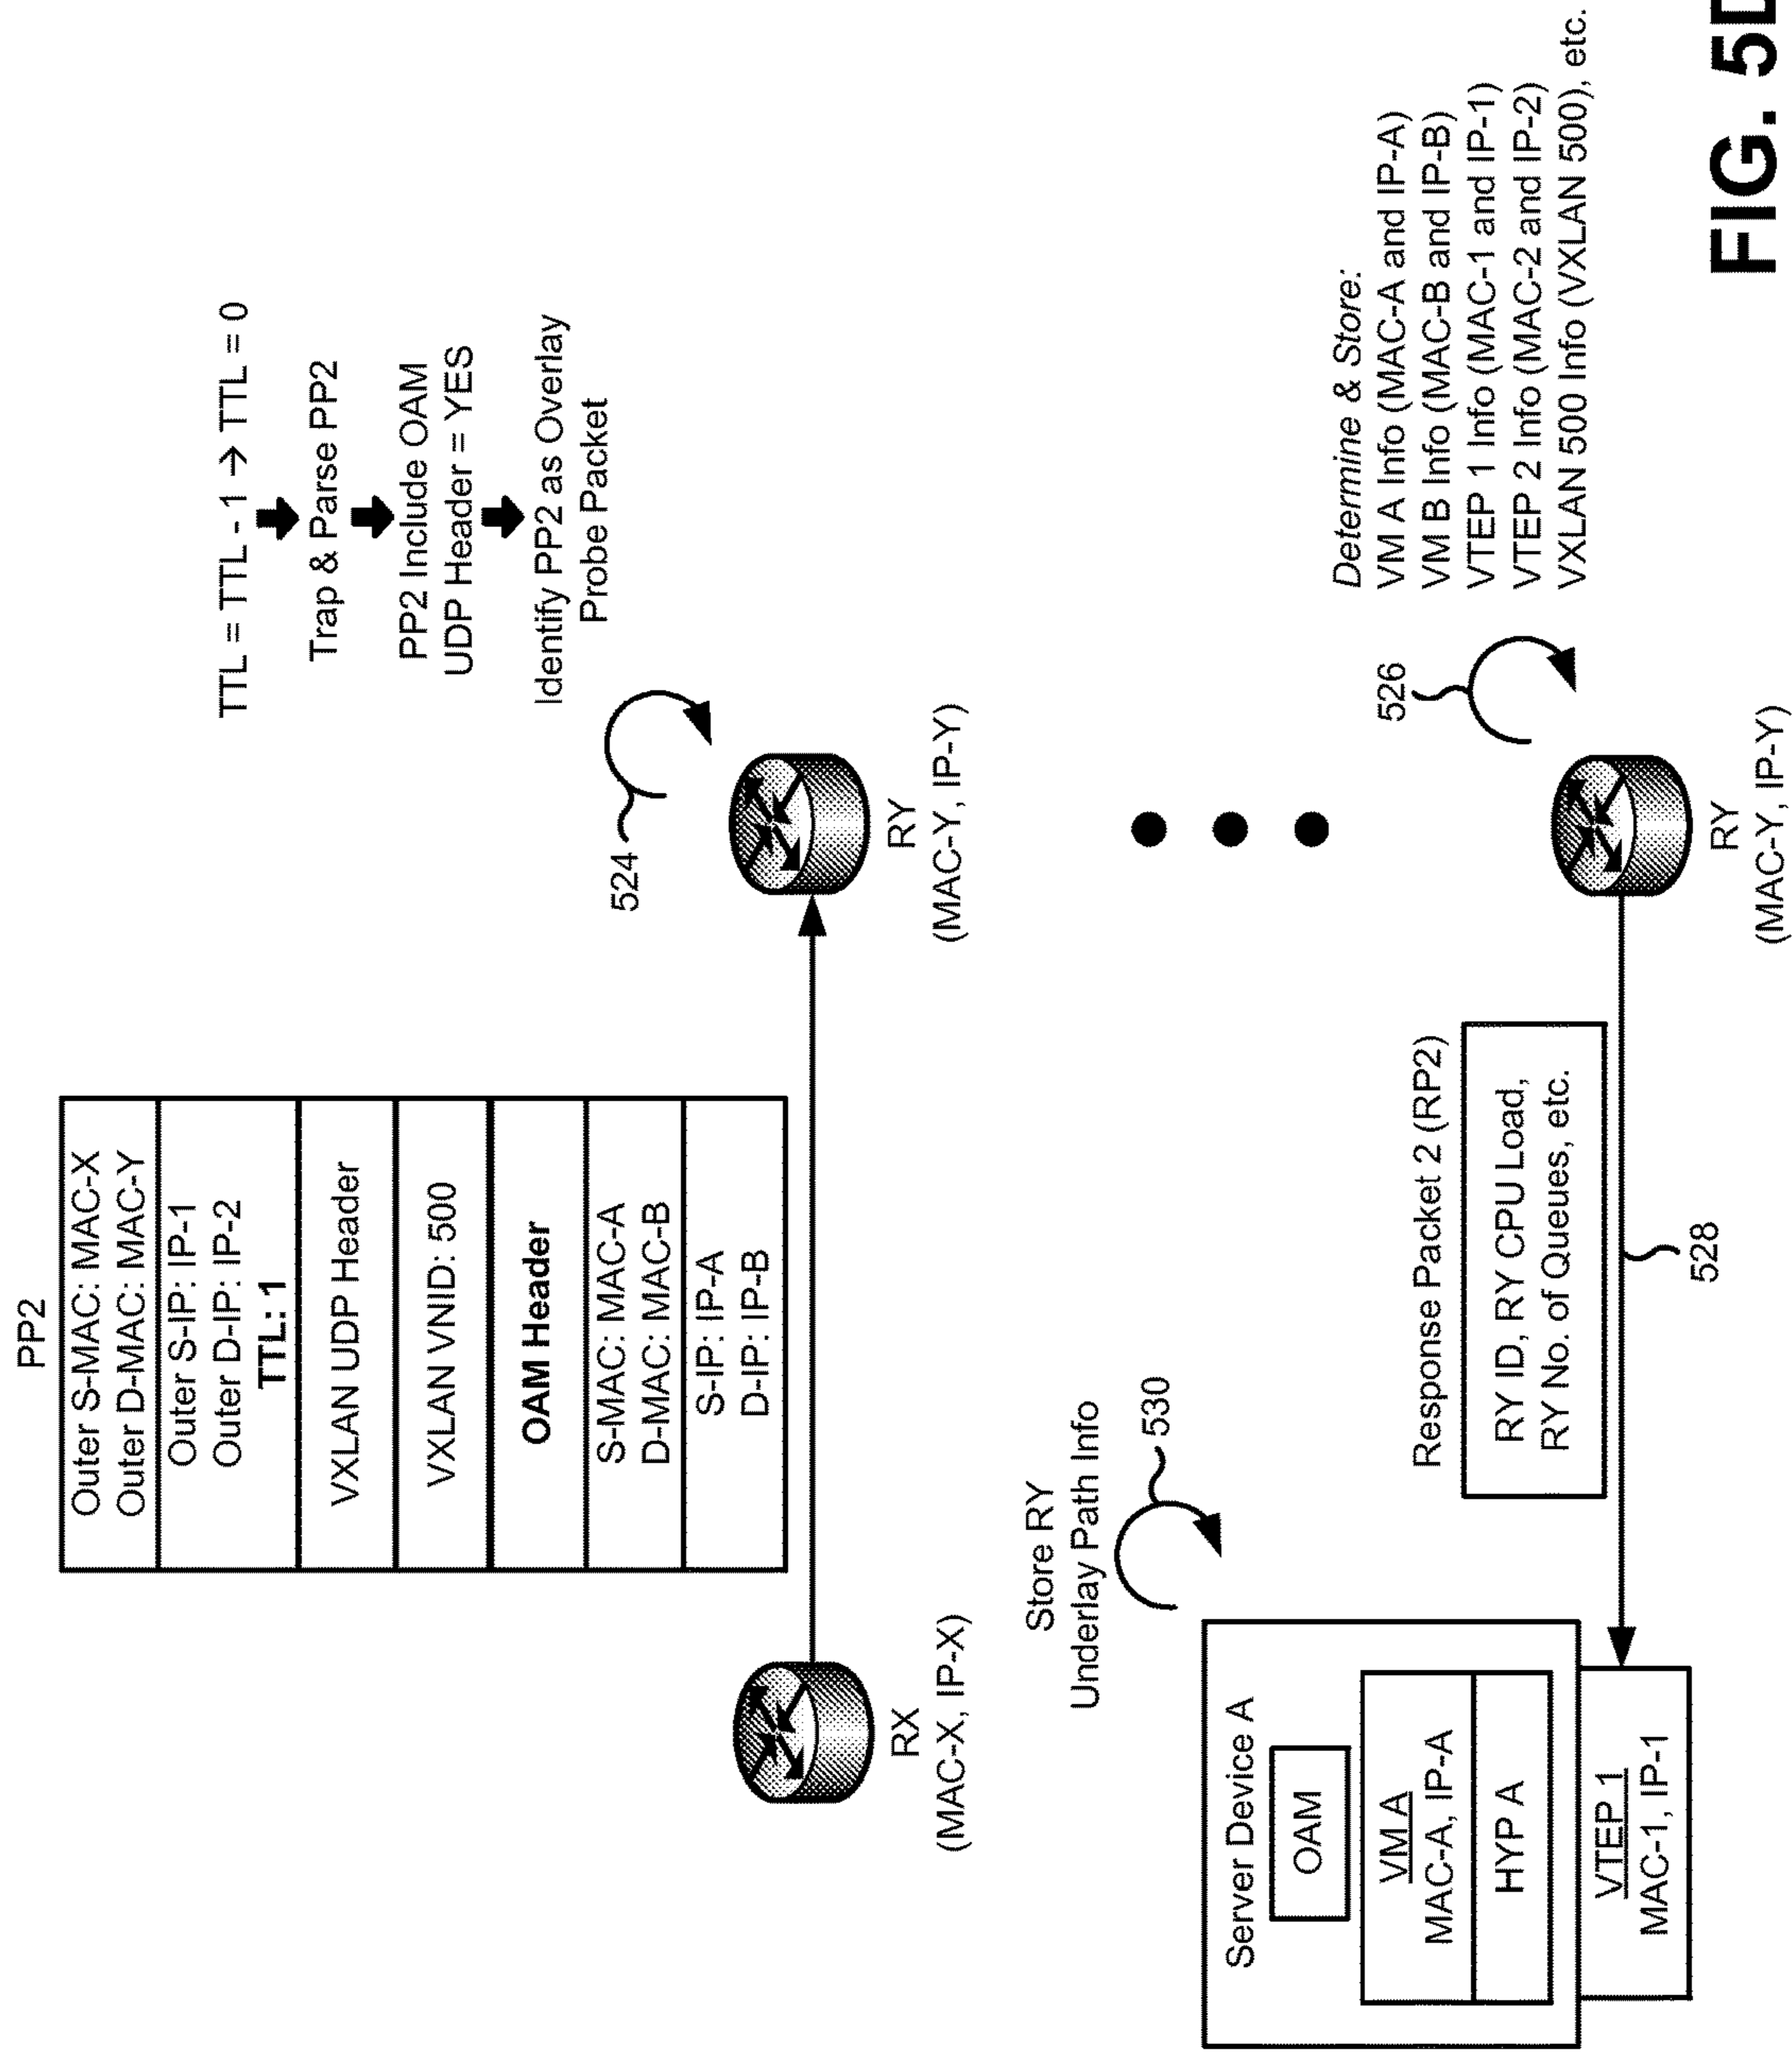 PP2
Outer S-MAC: MAC-X
Outer D-MAC: MAC-Y
Outer S-IP: IP-1
Outer D-IP: IP-2
TTL: 1
VXLAN UDP Header
VXLAN VNID: 500
OAM Header
S-MAC: MAC-A
D-MAC: MAC-B
S-IP: IP-A
D-IP: IP-B
TTL = TTL - 1 → TTL = 0
Trap & Parse PP2
PP2 Include OAM
UDP Header = YES
Identify PP2 as Overlay
Probe Packet
524
RX
(MAC-X, IP-X)
RY
(MAC-Y, IP-Y)
Store RY
Underlay Path Info
530
Server Device A
OAM
VM A
MAC-A, IP-A
HYP A
VTEP 1
MAC-1, IP-1
Response Packet 2 (RP2)
RY ID, RY CPU Load,
RY No. of Queues, etc.
528
526
Determine & Store:
VM A Info (MAC-A and IP-A)
VM B Info (MAC-B and IP-B)
VTEP 1 Info (MAC-1 and IP-1)
VTEP 2 Info (MAC-2 and IP-2)
VXLAN 500 Info (VXLAN 500), etc.
RY
(MAC-Y, IP-Y)
FIG. 5D